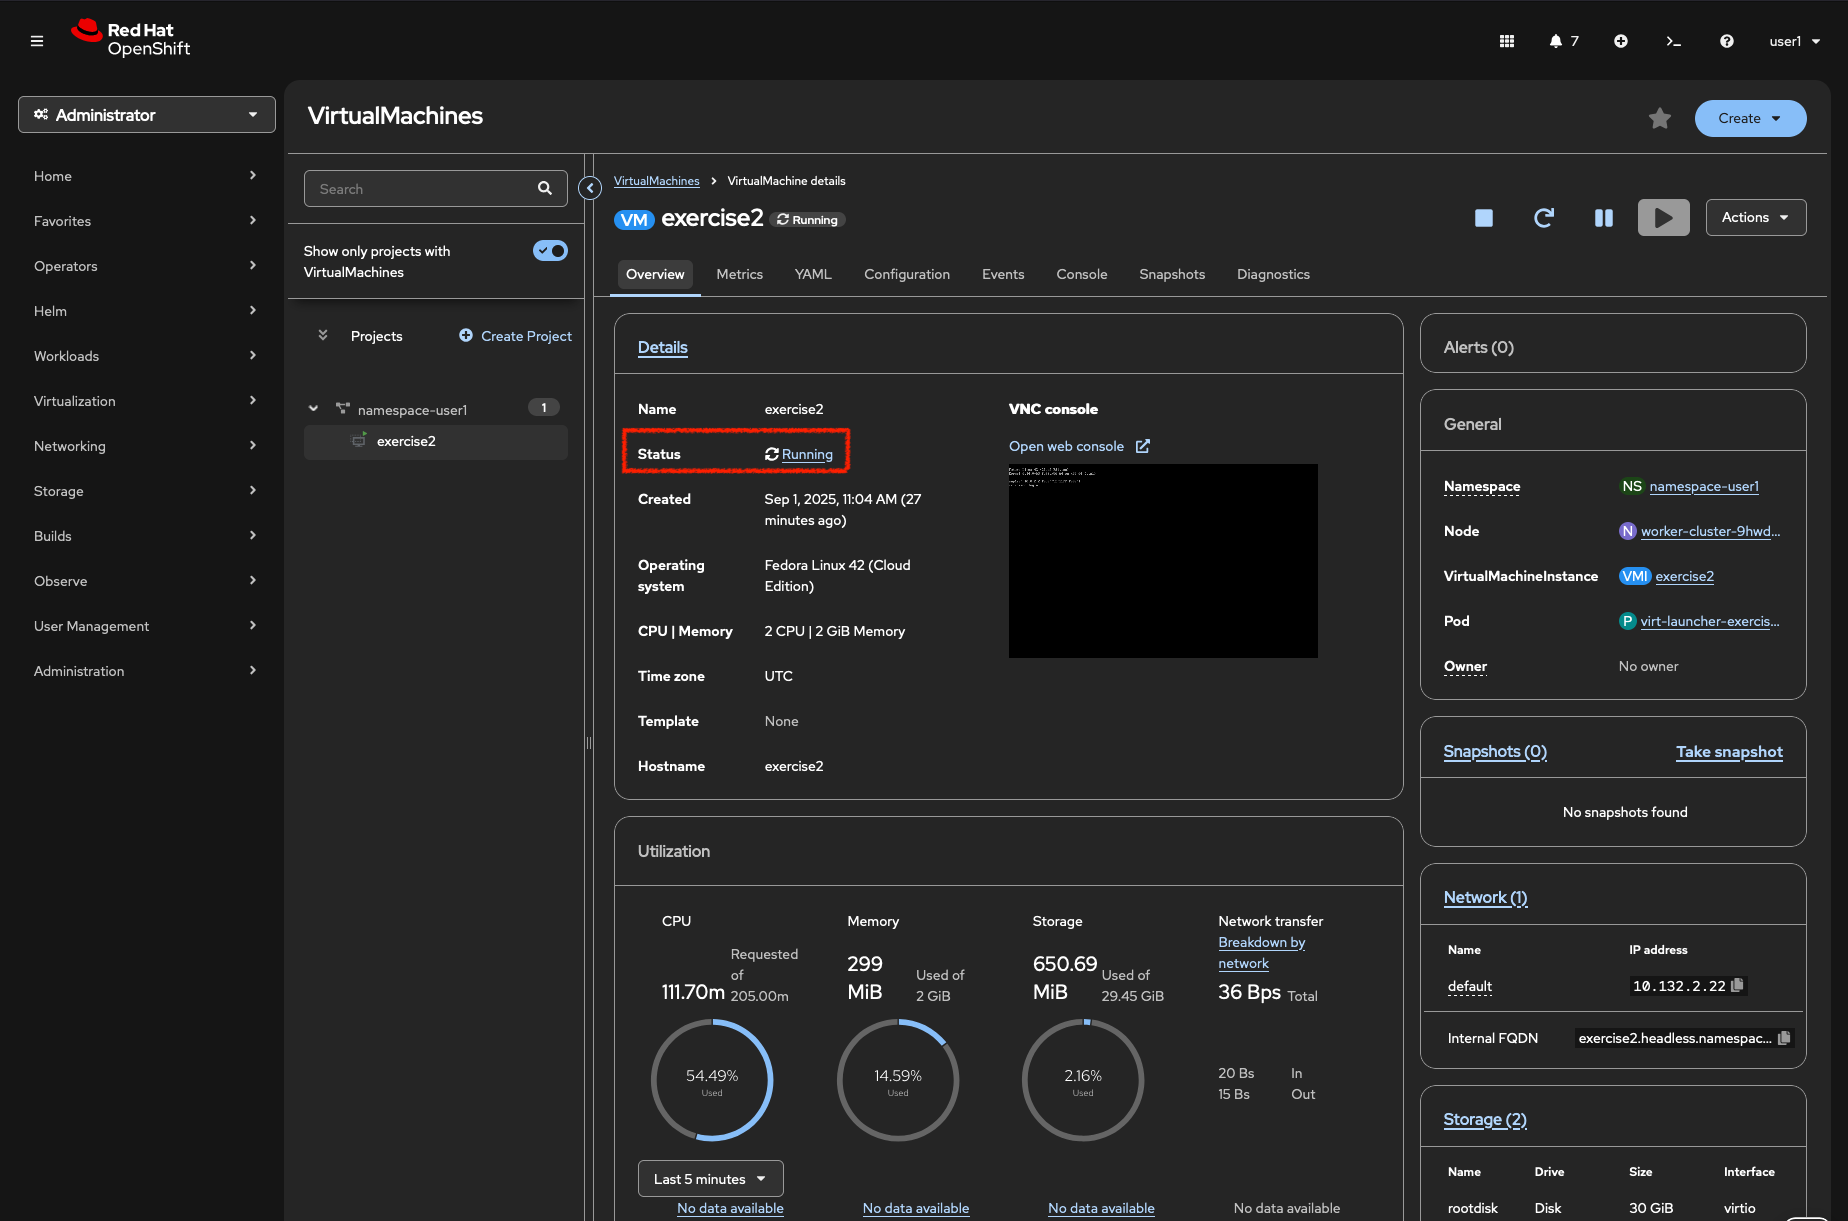 Red Hat
OpenShift
7
user1
Administrator
Home
Favorites
Operators
Helm
Workloads
Virtualization
Networking
Storage
Builds
Observe
User Management
Administration
VirtualMachines
Create
Search
Show only projects with
VirtualMachines
Projects
Create Project
namespace-user1
1
exercise2
VirtualMachines > VirtualMachine details
VM exercise2 Running
Actions
Overview Metrics YAML Configuration Events Console Snapshots Diagnostics
Details
Name exercise2
Status Running
Created Sep 1, 2025, 11:04 AM (27
minutes ago)
Operating
system
Fedora Linux 42 (Cloud
Edition)
CPU | Memory 2 CPU | 2 GiB Memory
Time zone UTC
Template None
Hostname exercise2
VNC console
Open web console
Utilization
CPU
111.70m
Requested
of
205.00m
54.49%
Used
Memory
299
MiB
Used of
2 GiB
14.59%
Used
Storage
650.69
MiB
Used of
29.45 GiB
2.16%
Used
Network transfer
Breakdown by
network
36 Bps Total
20 Bs In
15 Bs Out
Last 5 minutes
No data available
No data available
No data available
No data available
Alerts (0)
General
Namespace NS namespace-user1
Node N worker-cluster-9hwd...
VirtualMachineInstance VMI exercise2
Pod P virt-launcher-exercis...
Owner No owner
Snapshots (0) Take snapshot
No snapshots found
Network (1)
Name IP address
default 10.132.2.22
Internal FQDN exercise2.headless.namespac...
Storage (2)
Name Drive Size Interface
rootdisk Disk 30 GiB virtio